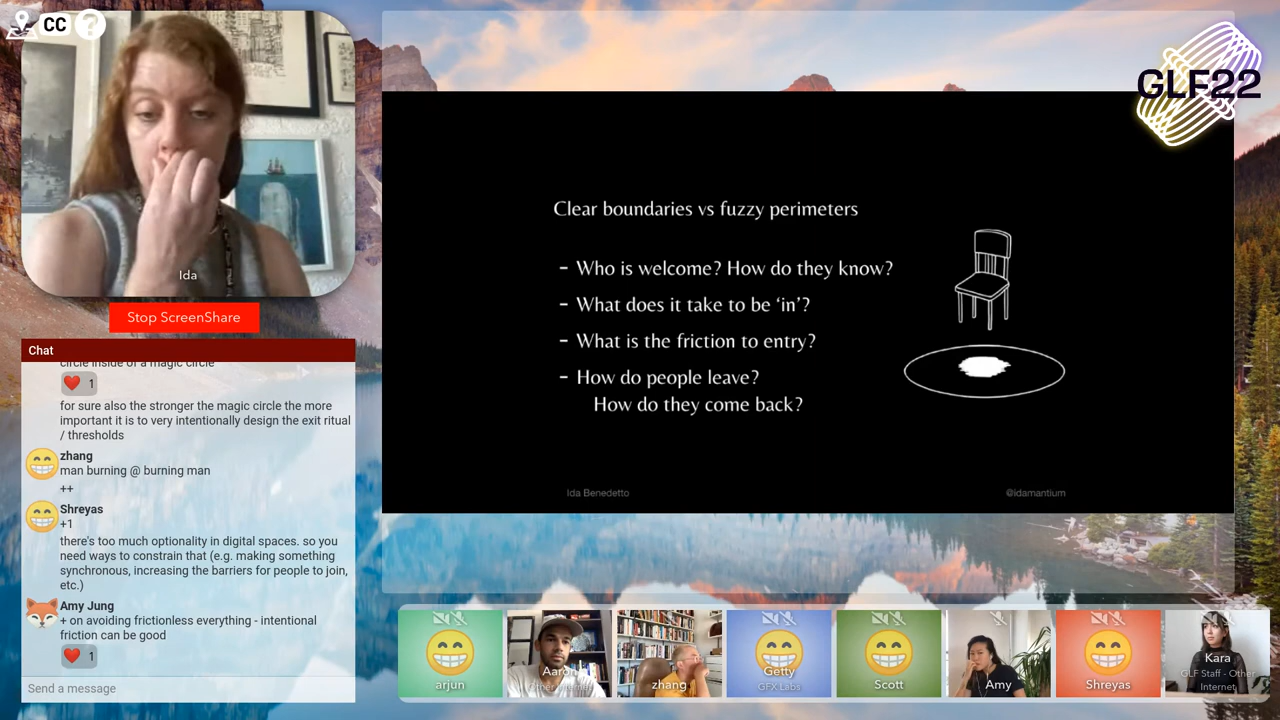 CC
?
Ida
Stop ScreenShare
Chat
circle inside of a magic circle
1
for sure also the stronger the magic circle the more
important it is to very intentionally design the exit ritual
/ thresholds
zhang
man burning @ burning man
++
Shreyas
+1
there's too much optionality in digital spaces. so you
need ways to constrain that (e.g. making something
synchronous, increasing the barriers for people to join,
etc.)
Amy Jung
+ on avoiding frictionless everything - intentional
friction can be good
1
Send a message
GLF22
Clear boundaries vs fuzzy perimeters
- Who is welcome? How do they know?
- What does it take to be ‘in’?
- What is the friction to entry?
- How do people leave?
How do they come back?
Ida Benedetto
@idamantium
arjun
Aaron
Other Internet
zhang
Getty
GFX Labs
Scott
Amy
Shreyas
Kara
GLF Staff - Other
Internet